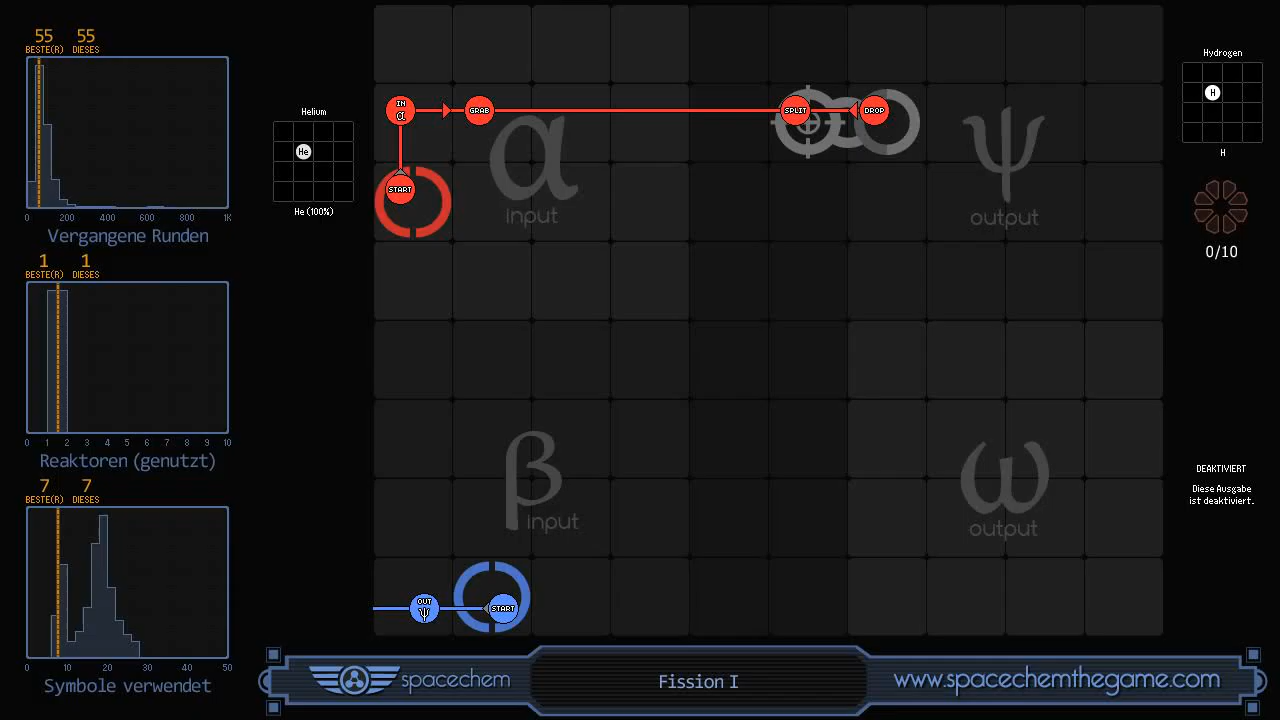 55 55
BESTE(R) DIESES
0 200 400 600 800 1K
Vergangene Runden
1 1
BESTE(R) DIESES
0 1 2 3 4 5 6 7 8 9 10
Reaktoren (genutzt)
7 7
BESTE(R) DIESES
0 10 20 30 40 50
Symbole verwendet
Helium
He
He (100%)
IN
α
GRAB
SPLIT
DROP
START
α
input
ψ
output
β
input
ω
output
OUT
ψ
START
Hydrogen
H
H
0/10
DEAKTIVIERT
Diese Ausgabe
ist deaktiviert.
spacechem
Fission I
www.spacechemthegame.com